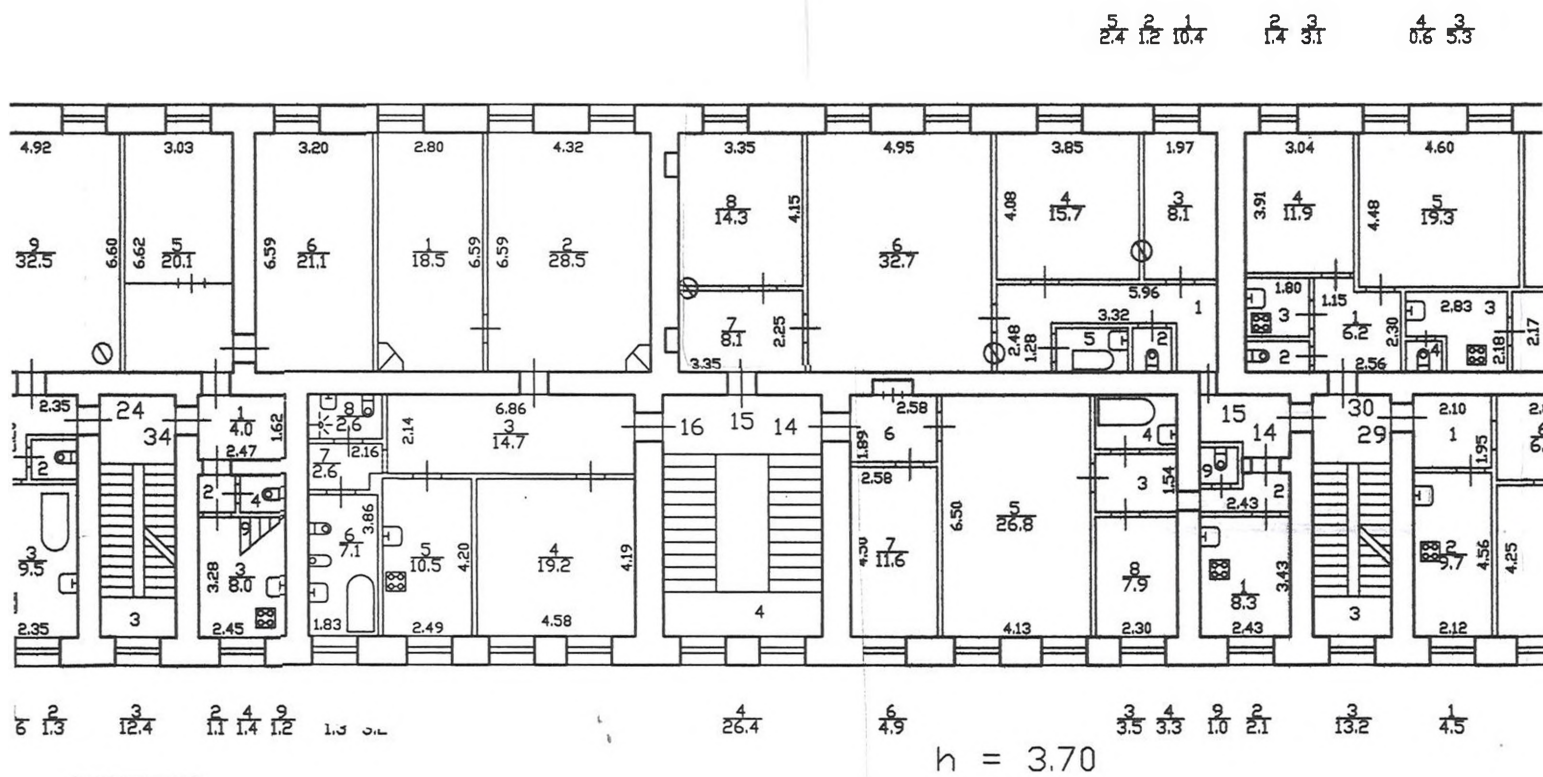 5/2.4 2/1.2 1/10.4 2/1.4 3/3.1 4/0.6 3/5.3
4.92 3.03 3.20 2.80 4.32 3.35 4.95 3.85 1.97 3.04 4.60
9/32.5 6.60 6.62 5/20.1 6.59 6/21.1 1/18.5 6.59 6.59 2/28.5 8/14.3 4.15 6/32.7 4.08 4/15.7 3/8.1 3.91 4/11.9 4.48 5/19.3
5.96 1.80 1.15 2.83 3
7/8.1 2.25 3.32 1 3 1/6.2 2.30 2.17
3.35 2.48 1.28 5 2 2 2.56 4 2.18
2.35 24 1/4.0 1.62 8/2.6 6.86 16 15 14 2.58 15 30 2.10
34 2.47 2.16 2.14 3/14.7 1.89 6 4 14 29 1 1.95
2 7/2.6 2.58 3 1.54 9 2
2 4 2.43
3/9.5 9 3.86 6.50 5/26.8
3.28 3/8.0 6/7.1 5/10.5 4.20 4/19.2 4.19 7/11.6 8/7.9 1/8.3 3.43 2/9.7 4.56 4.25
3 4 3
2.35 2.45 1.83 2.49 4.58 4.13 2.30 2.43 2.12
6 2/1.3 3/12.4 2/1.1 4/1.4 9/1.2 4/26.4 6/4.9 3/3.5 4/3.3 9/1.0 2/2.1 3/13.2 1/4.5
h = 3.70